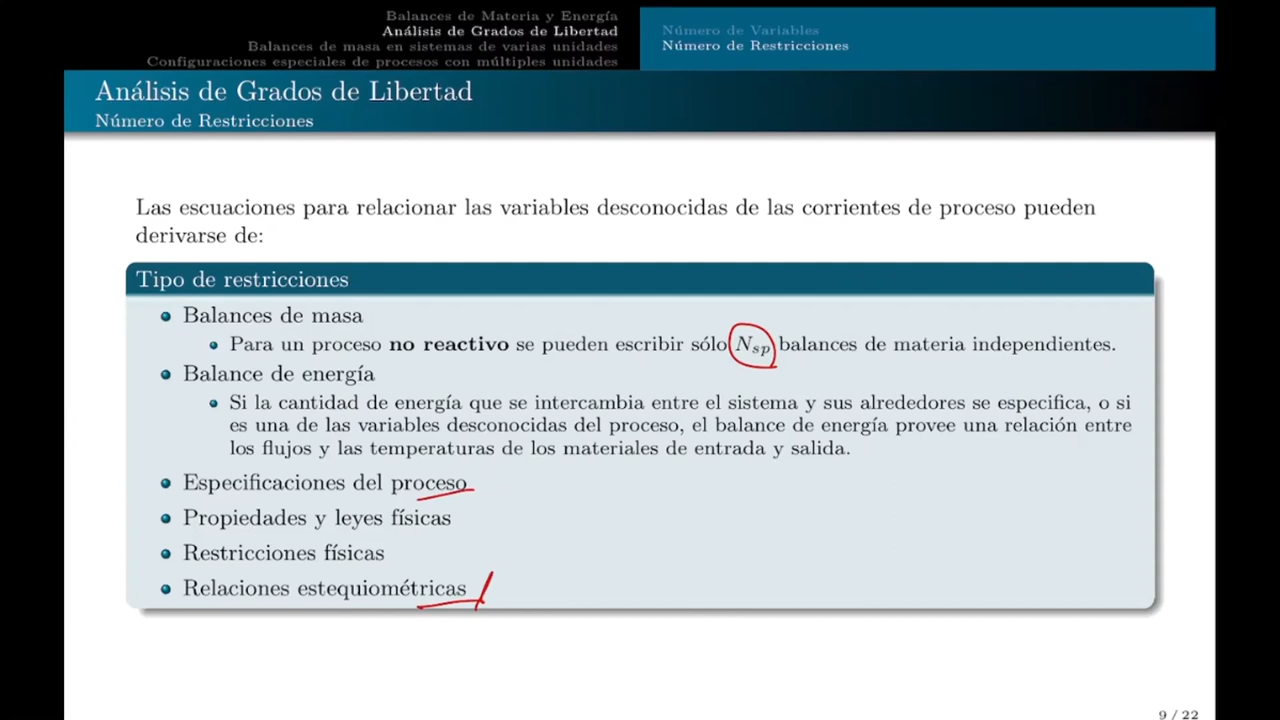 Balances de Materia y Energía
Análisis de Grados de Libertad
Balances de masa en sistemas de varias unidades
Configuraciones especiales de procesos con múltiples unidades
Número de Variables
Número de Restricciones
Análisis de Grados de Libertad
Número de Restricciones
Las escuaciones para relacionar las variables desconocidas de las corrientes de proceso pueden
derivarse de:
Tipo de restricciones
Balances de masa
Para un proceso no reactivo se pueden escribir sólo N_sp balances de materia independientes.
Balance de energía
Si la cantidad de energía que se intercambia entre el sistema y sus alrededores se especifica, o si
es una de las variables desconocidas del proceso, el balance de energía provee una relación entre
los flujos y las temperaturas de los materiales de entrada y salida.
Especificaciones del proceso
Propiedades y leyes físicas
Restricciones físicas
Relaciones estequiométricas
9 / 22